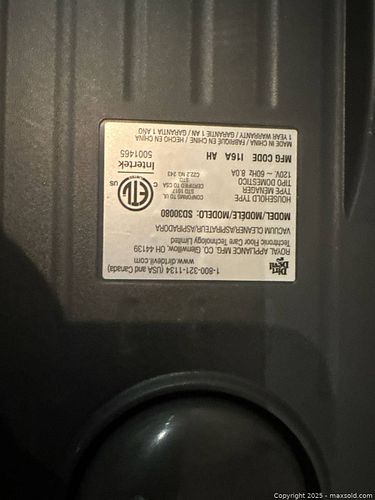 Dirt Devil
1-800-321-1134 (USA and Canada)
www.dirtdevil.com
ROYAL APPLIANCE MFG. CO. Glenwillow, OH 44139
Techtronic Floor Care Technology Limited
VACUUM CLEANER/ASPIRATEUR/ASPIRADORA
MODEL/MODÈLE/MODELO: SD30080
HOUSEHOLD TYPE
TYPE MENAGER
TIPO DOMESTICO
120V ~ 60Hz 8.0A
MFG CODE I16A AH
C ETL US
CONFORMS TO UL
STD 1017
CERTIFIED TO CSA
STD
C22.2 NO 243
Intertek
5001465
MADE IN CHINA / FABRIQUÉ EN CHINE / HECHO EN CHINA
1 YEAR WARRANTY / GARANTIE 1 AN / GARANTIA 1 AÑO
Copyright © 2025 - maxsold.com